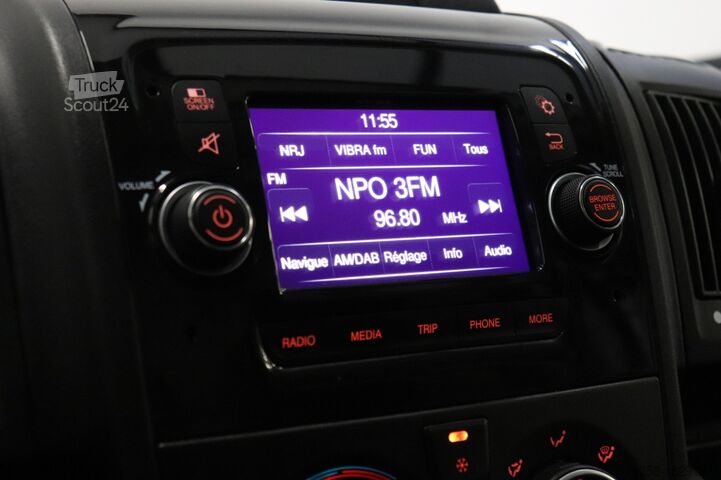 Truck
Scout24
SCREEN
ON/OFF
VOLUME
11:55
NRJ VIBRA fm FUN Tous
FM
NPO 3FM
96.80 MHz
Navigue AM/DAB Réglage Info Audio
BACK
TUNE
SCROLL
BROWSE
ENTER
RADIO MEDIA TRIP PHONE MORE